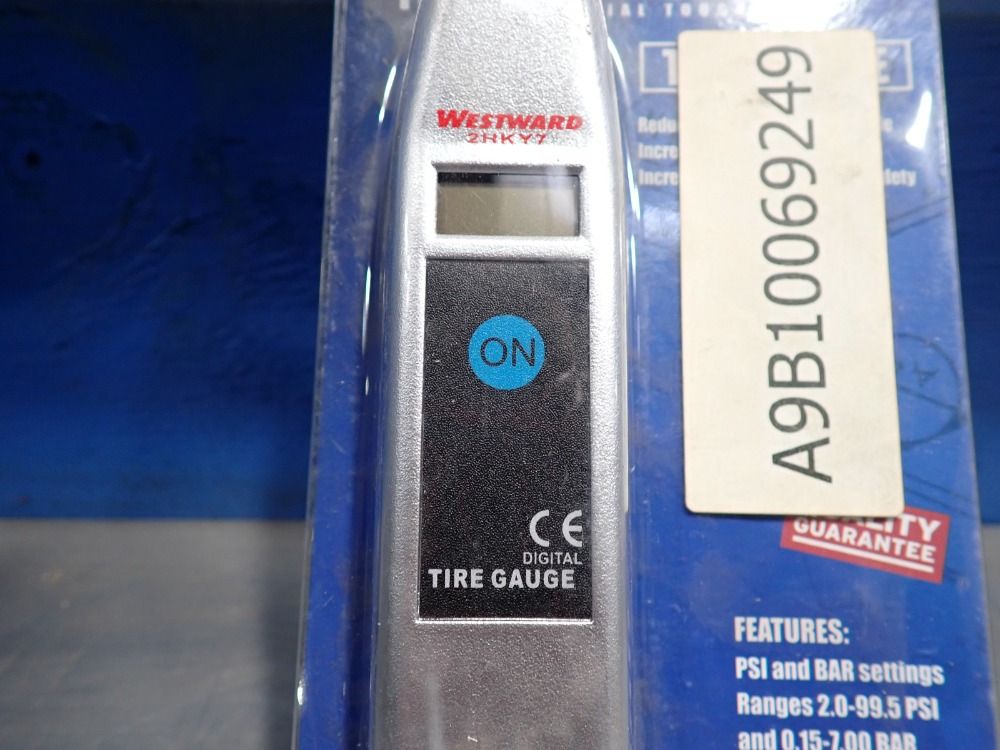 WESTWARD
2HKY7
ON
CE
DIGITAL
TIRE GAUGE
A9B10069249
GUARANTEE
FEATURES:
PSI and BAR settings
Ranges 2.0-99.5 PSI
and 0.15-7.00 BAR